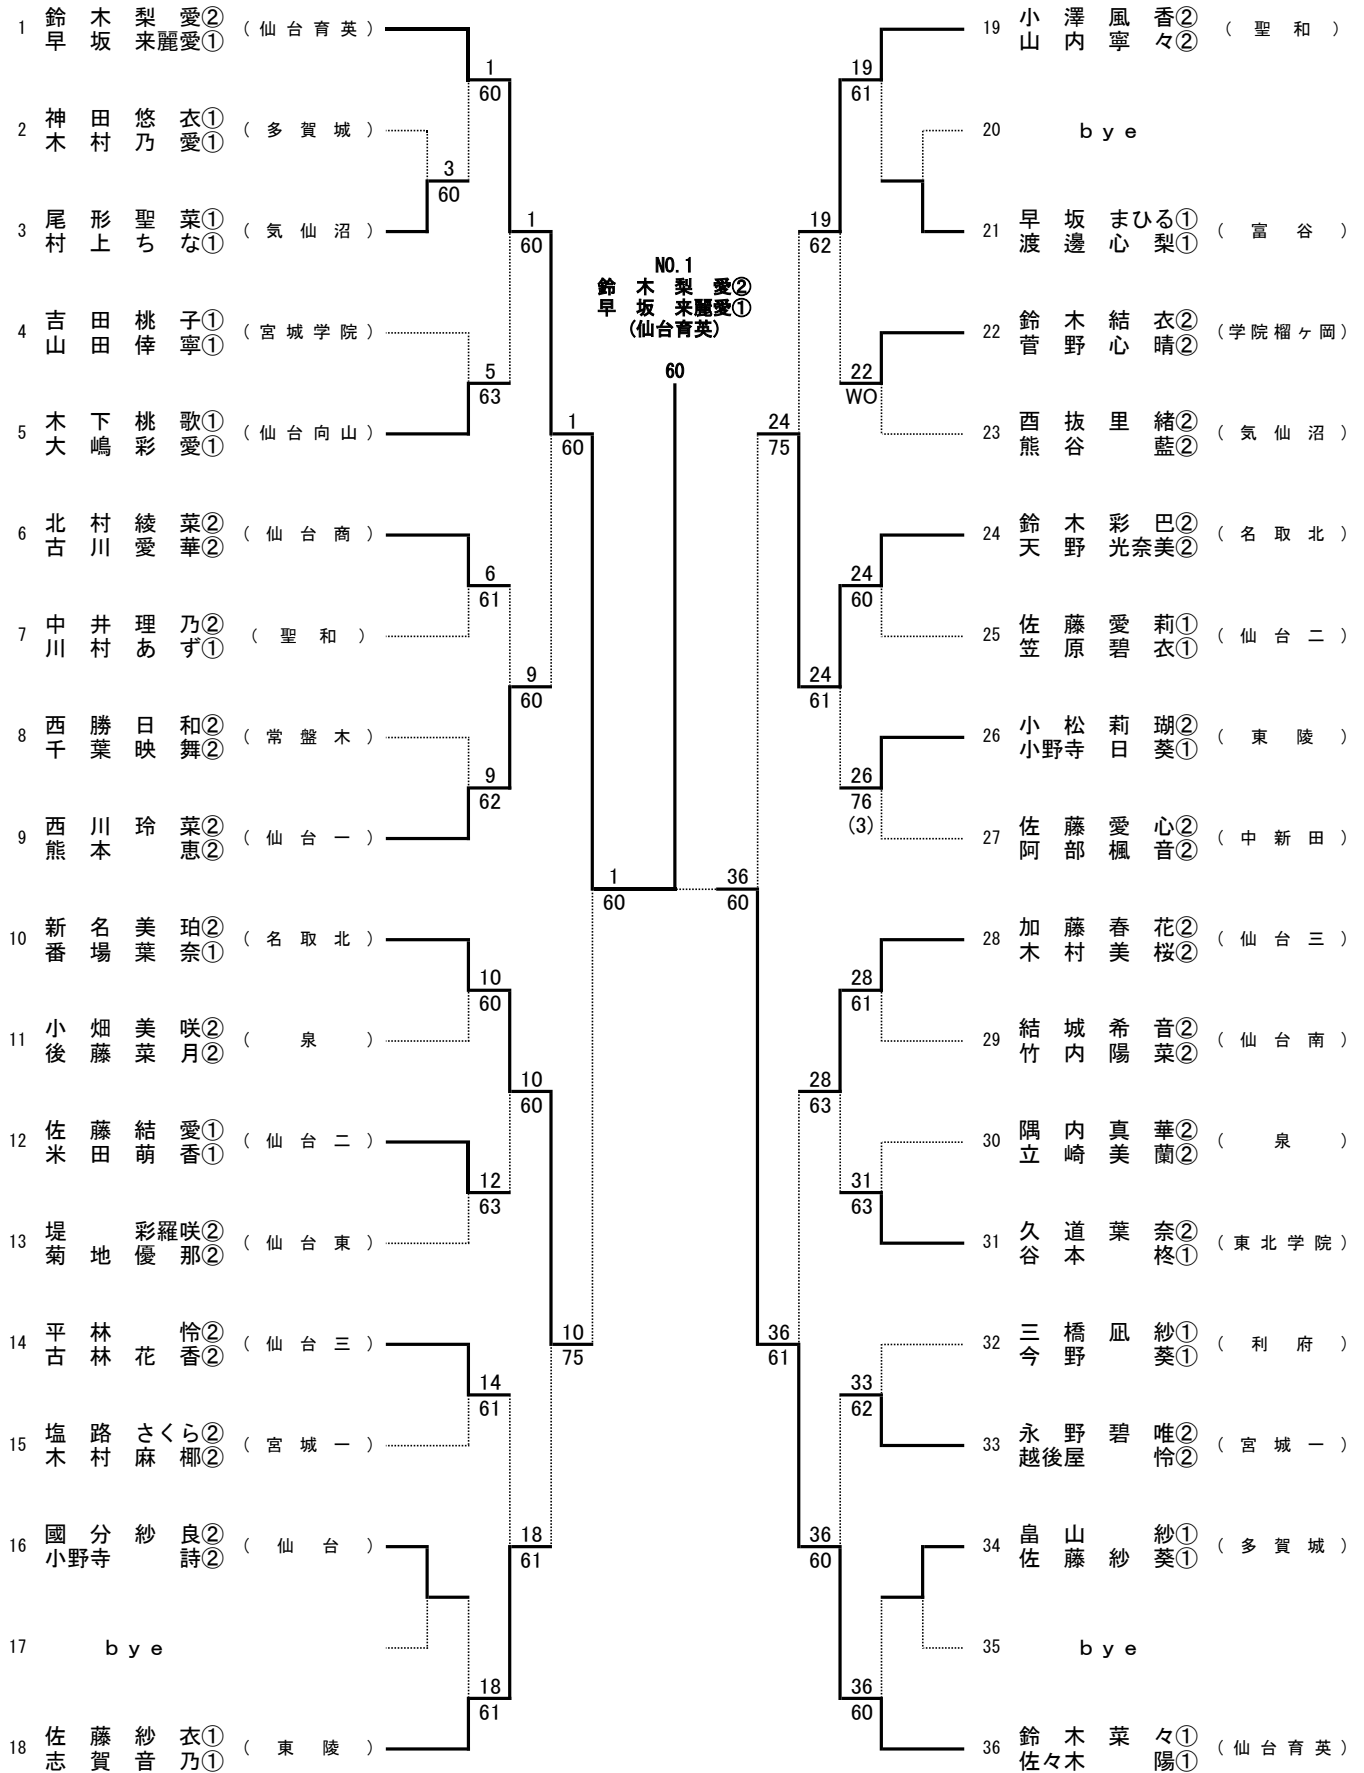 1 鈴木梨愛② 早坂来麗愛① (仙台育英)
2 神田悠衣① 木村乃愛① (多賀城)
3 尾形聖菜① 村上ちな① (気仙沼)
4 吉田桃子① 山田倖寧① (宮城学院)
5 木下桃歌① 大嶋彩愛① (仙台向山)
6 北村綾菜② 古川愛華② (仙台商)
7 中井理乃② 川村あず① (聖和)
8 西勝日和② 千葉映舞② (常盤木)
9 西川玲菜② 熊本恵② (仙台一)
10 新名美珀② 番場葉奈① (名取北)
11 小畑美咲② 後藤菜月② (泉)
12 佐藤結愛① 米田萌香① (仙台二)
13 堤彩羅咲② 菊地優那② (仙台東)
14 平林怜② 古林花香② (仙台三)
15 塩路さくら② 木村麻梛② (宮城一)
16 國分紗良② 小野寺詩② (仙台)
17 bye
18 佐藤紗衣① 志賀音乃① (東陵)
3 60
1 60
5 63
6 61
9 62
10 60
12 63
14 61
18 61
1 60
9 60
10 60
18 61
1 60
10 75
1 60
NO.1
鈴木梨愛②
早坂来麗愛①
(仙台育英)
60
36 60
24 75
36 61
19 62
24 61
28 63
36 60
19 61
22 WO
24 60
26 76 (3)
28 61
31 63
33 62
36 60
19 小澤風香② 山内寧々② (聖和)
20 bye
21 早坂まひる① 渡邊心梨① (富谷)
22 鈴木結衣② 菅野心晴② (学院榴ヶ岡)
23 酉抜里緒② 熊谷藍② (気仙沼)
24 鈴木彩巴② 天野光奈美② (名取北)
25 佐藤愛莉① 笠原碧衣① (仙台二)
26 小松莉瑚② 小野寺日葵① (東陵)
27 佐藤愛心② 阿部楓音② (中新田)
28 加藤春花② 木村美桜② (仙台三)
29 結城希音② 竹内陽菜② (仙台南)
30 隅内真華② 立崎美蘭② (泉)
31 久道葉奈② 谷本柊① (東北学院)
32 三橋凪紗① 今野葵① (利府)
33 永野碧唯② 越後屋怜② (宮城一)
34 畠山紗① 佐藤紗葵① (多賀城)
35 bye
36 鈴木菜々① 佐々木陽① (仙台育英)